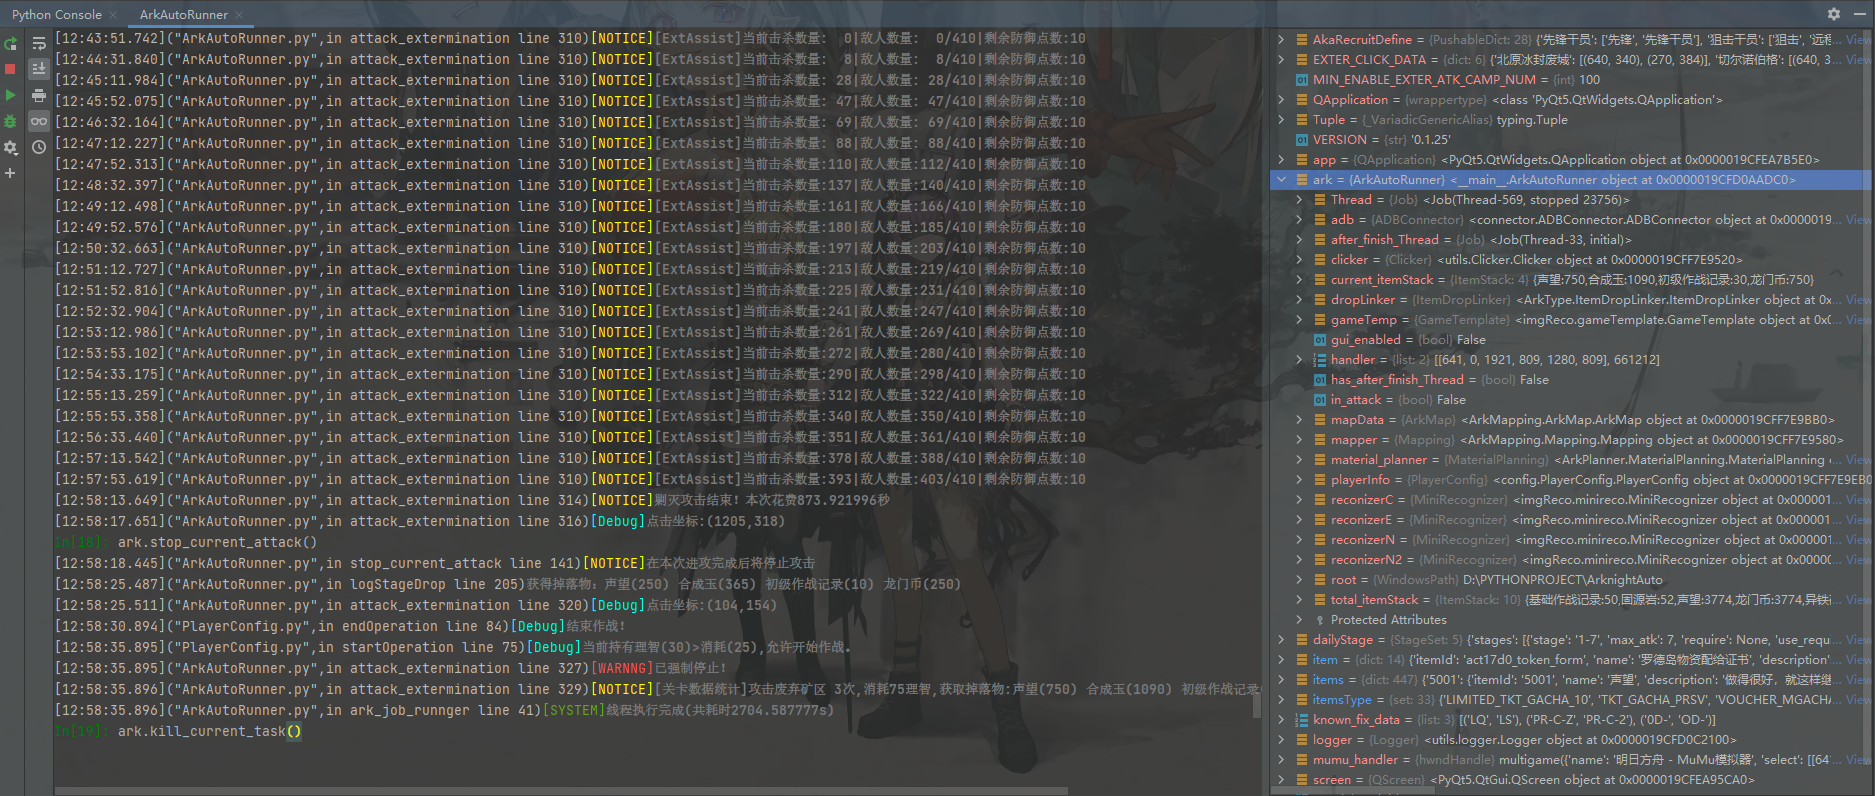 Python Console
ArkAutoRunner
[12:43:51.742]("ArkAutoRunner.py",in attack_extermination line 310)[NOTICE][ExtAssist]当前击杀数量:  0|敌人数量:  0/410|剩余防御点数:10
[12:44:31.840]("ArkAutoRunner.py",in attack_extermination line 310)[NOTICE][ExtAssist]当前击杀数量:  8|敌人数量:  8/410|剩余防御点数:10
[12:45:11.984]("ArkAutoRunner.py",in attack_extermination line 310)[NOTICE][ExtAssist]当前击杀数量: 28|敌人数量: 28/410|剩余防御点数:10
[12:45:52.075]("ArkAutoRunner.py",in attack_extermination line 310)[NOTICE][ExtAssist]当前击杀数量: 47|敌人数量: 47/410|剩余防御点数:10
[12:46:32.164]("ArkAutoRunner.py",in attack_extermination line 310)[NOTICE][ExtAssist]当前击杀数量: 69|敌人数量: 69/410|剩余防御点数:10
[12:47:12.227]("ArkAutoRunner.py",in attack_extermination line 310)[NOTICE][ExtAssist]当前击杀数量: 88|敌人数量: 88/410|剩余防御点数:10
[12:47:52.313]("ArkAutoRunner.py",in attack_extermination line 310)[NOTICE][ExtAssist]当前击杀数量:110|敌人数量:112/410|剩余防御点数:10
[12:48:32.397]("ArkAutoRunner.py",in attack_extermination line 310)[NOTICE][ExtAssist]当前击杀数量:137|敌人数量:140/410|剩余防御点数:10
[12:49:12.498]("ArkAutoRunner.py",in attack_extermination line 310)[NOTICE][ExtAssist]当前击杀数量:161|敌人数量:166/410|剩余防御点数:10
[12:49:52.576]("ArkAutoRunner.py",in attack_extermination line 310)[NOTICE][ExtAssist]当前击杀数量:180|敌人数量:185/410|剩余防御点数:10
[12:50:32.663]("ArkAutoRunner.py",in attack_extermination line 310)[NOTICE][ExtAssist]当前击杀数量:197|敌人数量:203/410|剩余防御点数:10
[12:51:12.727]("ArkAutoRunner.py",in attack_extermination line 310)[NOTICE][ExtAssist]当前击杀数量:213|敌人数量:219/410|剩余防御点数:10
[12:51:52.816]("ArkAutoRunner.py",in attack_extermination line 310)[NOTICE][ExtAssist]当前击杀数量:225|敌人数量:231/410|剩余防御点数:10
[12:52:32.904]("ArkAutoRunner.py",in attack_extermination line 310)[NOTICE][ExtAssist]当前击杀数量:241|敌人数量:247/410|剩余防御点数:10
[12:53:12.986]("ArkAutoRunner.py",in attack_extermination line 310)[NOTICE][ExtAssist]当前击杀数量:261|敌人数量:269/410|剩余防御点数:10
[12:53:53.102]("ArkAutoRunner.py",in attack_extermination line 310)[NOTICE][ExtAssist]当前击杀数量:272|敌人数量:280/410|剩余防御点数:10
[12:54:33.175]("ArkAutoRunner.py",in attack_extermination line 310)[NOTICE][ExtAssist]当前击杀数量:290|敌人数量:298/410|剩余防御点数:10
[12:55:13.259]("ArkAutoRunner.py",in attack_extermination line 310)[NOTICE][ExtAssist]当前击杀数量:312|敌人数量:322/410|剩余防御点数:10
[12:55:53.358]("ArkAutoRunner.py",in attack_extermination line 310)[NOTICE][ExtAssist]当前击杀数量:340|敌人数量:350/410|剩余防御点数:10
[12:56:33.440]("ArkAutoRunner.py",in attack_extermination line 310)[NOTICE][ExtAssist]当前击杀数量:351|敌人数量:361/410|剩余防御点数:10
[12:57:13.542]("ArkAutoRunner.py",in attack_extermination line 310)[NOTICE][ExtAssist]当前击杀数量:378|敌人数量:388/410|剩余防御点数:10
[12:57:53.619]("ArkAutoRunner.py",in attack_extermination line 310)[NOTICE][ExtAssist]当前击杀数量:393|敌人数量:403/410|剩余防御点数:10
[12:58:13.649]("ArkAutoRunner.py",in attack_extermination line 314)[NOTICE]剿灭攻击结束！本次花费873.921996秒
[12:58:17.651]("ArkAutoRunner.py",in attack_extermination line 316)[Debug]点击坐标:(1205,318)
In[18]: ark.stop_current_attack()
[12:58:18.445]("ArkAutoRunner.py",in stop_current_attack line 141)[NOTICE]在本次进攻完成后将停止攻击
[12:58:25.487]("ArkAutoRunner.py",in logStageDrop line 205)获得掉落物：声望(250) 合成玉(365) 初级作战记录(10) 龙门币(250)
[12:58:25.511]("ArkAutoRunner.py",in attack_extermination line 320)[Debug]点击坐标:(104,154)
[12:58:30.894]("PlayerConfig.py",in endOperation line 84)[Debug]结束作战！
[12:58:35.895]("PlayerConfig.py",in startOperation line 75)[Debug]当前持有理智(30)>消耗(25),允许开始作战。
[12:58:35.895]("ArkAutoRunner.py",in attack_extermination line 327)[WARNNG]已强制停止！
[12:58:35.896]("ArkAutoRunner.py",in attack_extermination line 329)[NOTICE][关卡数据统计]攻击废弃矿区 3次,消耗75理智,获取掉落物:声望(750) 合成玉(1090) 初级作战记录
[12:58:35.896]("ArkAutoRunner.py",in ark_job_runnger line 41)[SYSTEM]线程执行完成(共耗时2704.587777s)
In[19]: ark.kill_current_task()
AkaRecruitDefine = {PushableDict: 28} {'先锋干员': ['先锋', '先锋干员'], '狙击干员': ['狙击', '远程... View
EXTER_CLICK_DATA = {dict: 6} {'北原冰封废城': [(640, 340), (270, 384)], '切尔诺伯格': [(640, 3... View
MIN_ENABLE_EXTER_ATK_CAMP_NUM = {int} 100
QApplication = {wrappertype} <class 'PyQt5.QtWidgets.QApplication'>
Tuple = {_VariadicGenericAlias} typing.Tuple
VERSION = {str} '0.1.25'
app = {QApplication} <PyQt5.QtWidgets.QApplication object at 0x0000019CFEA7B5E0>
ark = {ArkAutoRunner} <__main__.ArkAutoRunner object at 0x0000019CFD0AADC0>
Thread = {Job} <Job(Thread-569, stopped 23756)>
adb = {ADBConnector} <connector.ADBConnector.ADBConnector object at 0x0000019... View
after_finish_Thread = {Job} <Job(Thread-33, initial)>
clicker = {Clicker} <utils.Clicker.Clicker object at 0x0000019CFF7E9520>
current_itemStack = {ItemStack: 4} {声望:750,合成玉:1090,初级作战记录:30,龙门币:750}
dropLinker = {ItemDropLinker} <ArkType.ItemDropLinker.ItemDropLinker object at 0x... View
gameTemp = {GameTemplate} <imgReco.gameTemplate.GameTemplate object at 0x0... View
gui_enabled = {bool} False
handler = {list: 2} [[641, 0, 1921, 809, 1280, 809], 661212]
has_after_finish_Thread = {bool} False
in_attack = {bool} False
mapData = {ArkMap} <ArkMapping.ArkMap.ArkMap object at 0x0000019CFF7E9BB0>
mapper = {Mapping} <ArkMapping.Mapping.Mapping object at 0x0000019CFF7E9580>
material_planner = {MaterialPlanning} <ArkPlanner.MaterialPlanning.MaterialPlanning ... View
playerInfo = {PlayerConfig} <config.PlayerConfig.PlayerConfig object at 0x0000019CFF7E9EB0
reconizerC = {MiniRecognizer} <imgReco.minireco.MiniRecognizer object at 0x000001... View
reconizerE = {MiniRecognizer} <imgReco.minireco.MiniRecognizer object at 0x000001... View
reconizerN = {MiniRecognizer} <imgReco.minireco.MiniRecognizer object at 0x000001... View
reconizerN2 = {MiniRecognizer} <imgReco.minireco.MiniRecognizer object at 0x00000... View
root = {WindowsPath} D:\PYTHONPROJECT\ArknightAuto
total_itemStack = {ItemStack: 10} {基础作战记录:50,固源岩:52,声望:3774,龙门币:3774,异铁... View
Protected Attributes
dailyStage = {StageSet: 5} {'stages': [{'stage': '1-7', 'max_atk': 7, 'require': None, 'use_requ... View
item = {dict: 14} {'itemId': 'act17d0_token_form', 'name': '罗德岛物资配给证书', 'description'... View
items = {dict: 447} {'5001': {'itemId': '5001', 'name': '声望', 'description': '做得很好，就这样继... View
itemsType = {set: 33} {'LIMITED_TKT_GACHA_10', 'TKT_GACHA_PRSV', 'VOUCHER_MGACHA... View
known_fix_data = {list: 3} [('LQ', 'LS'), ('PR-C-Z', 'PR-C-2'), ('0D-', 'OD-')]
logger = {Logger} <utils.logger.Logger object at 0x0000019CFD0C2100>
mumu_handler = {hwndHandle} multigame({'name': '明日方舟 - MuMu模拟器', 'select': [[64... View
screen = {QScreen} <PyQt5.QtGui.QScreen object at 0x0000019CFEA95CA0>